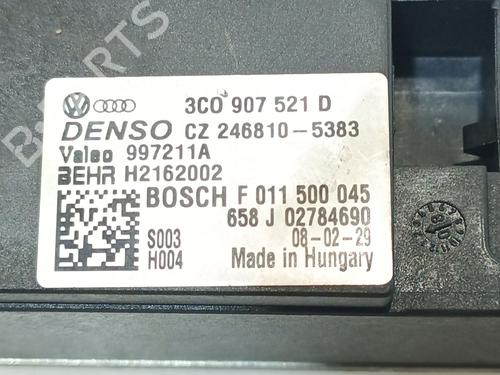 3C0 907 521 D
DENSO CZ 246810-5383
Valeo 997211A
BEHR H2162002
BOSCH F 011 500 045
658 J 02784690
S003
08-02-29
H004
Made in Hungary